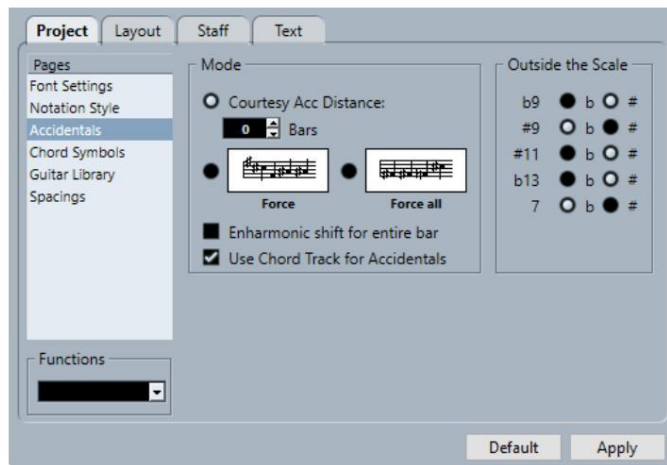 Project Layout Staff Text
Pages
Font Settings
Notation Style
Accidentals
Chord Symbols
Guitar Library
Spacings
Functions
Mode
Courtesy Acc Distance:
0 Bars
Force Force all
Enharmonic shift for entire bar
Use Chord Track for Accidentals
Outside the Scale
b9 b #
#9 b #
#11 b #
b13 b #
7 b #
Default Apply